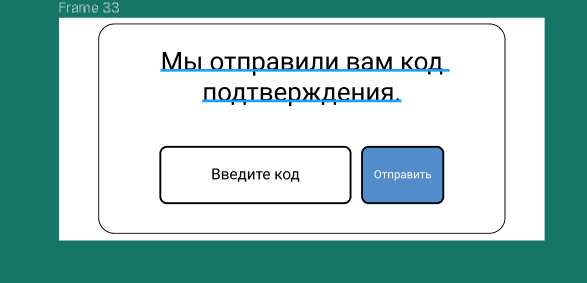 Frame 33
Мы отправили вам код
подтверждения.
Введите код
Отправить